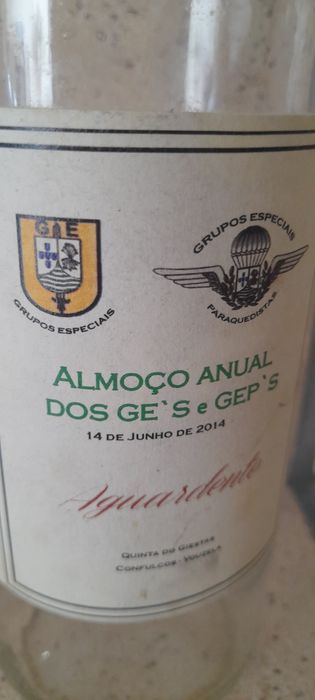 GE
GRUPOS ESPECIAIS
GRUPOS ESPECIAIS
PARAQUEDISTAS
ALMOÇO ANUAL
DOS GE`S e GEP`S
14 DE JUNHO DE 2014
Aguardente
QUINTA DO GIESTAS
CONFULCOS - VOUZELA